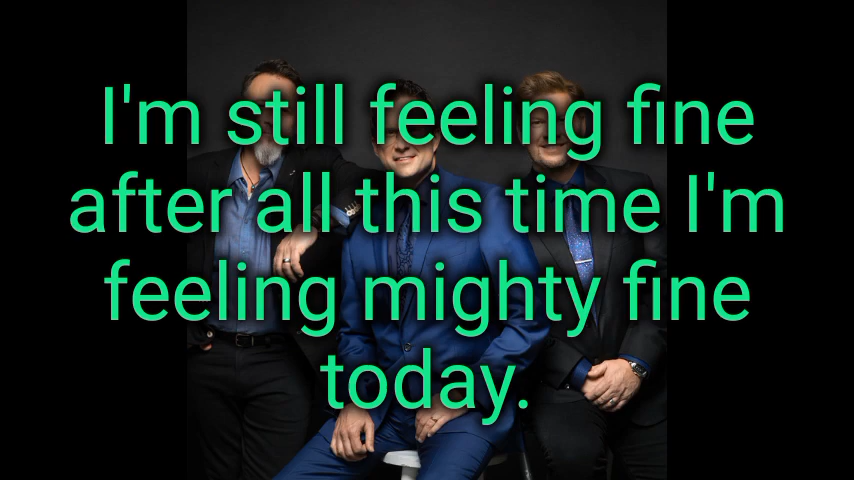 I'm still feeling fine
after all this time I'm
feeling mighty fine
today.